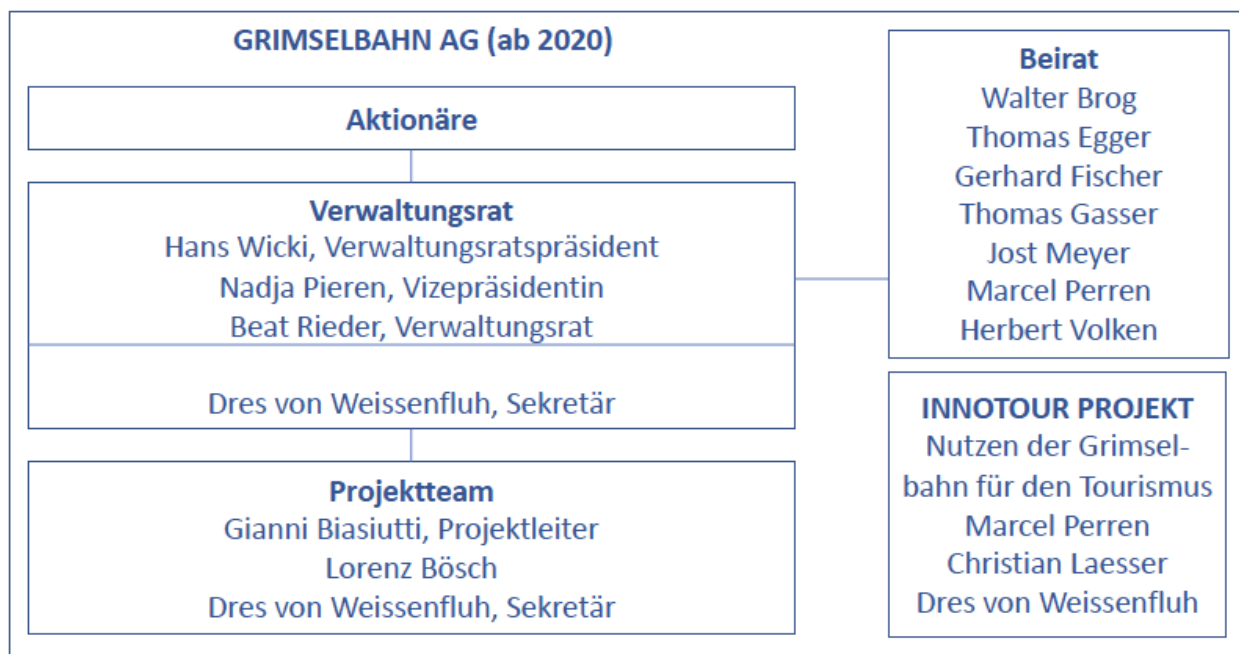 GRIMSELBAHN AG (ab 2020)
Aktionäre
Verwaltungsrat
Hans Wicki, Verwaltungsratspräsident
Nadja Pieren, Vizepräsidentin
Beat Rieder, Verwaltungsrat
Dres von Weissenfluh, Sekretär
Projektteam
Gianni Biasiutti, Projektleiter
Lorenz Bösch
Dres von Weissenfluh, Sekretär
Beirat
Walter Brog
Thomas Egger
Gerhard Fischer
Thomas Gasser
Jost Meyer
Marcel Perren
Herbert Volken
INNOTOUR PROJEKT
Nutzen der Grimsel-
bahn für den Tourismus
Marcel Perren
Christian Laesser
Dres von Weissenfluh